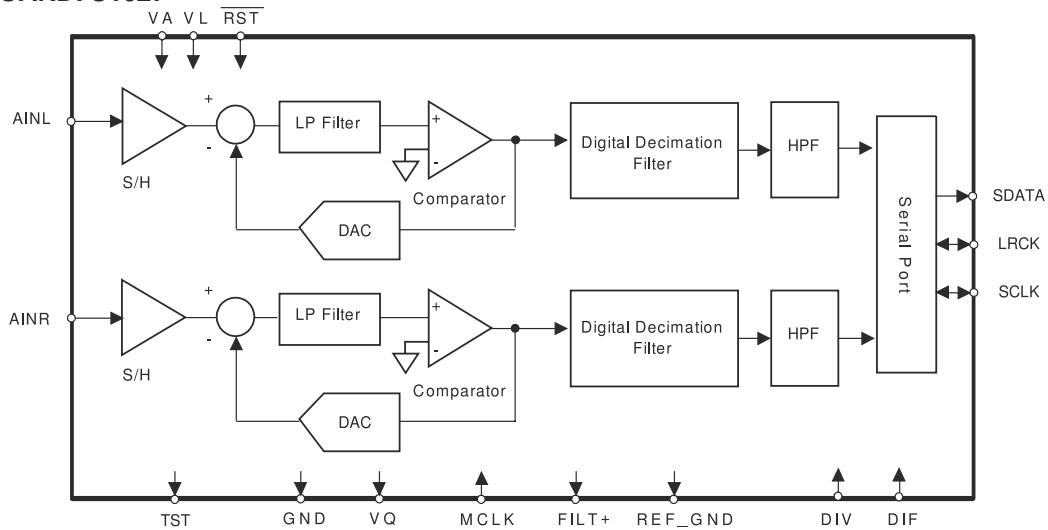 VA VL RST
AINL
+
-
S/H
LP Filter
+
-
Comparator
DAC
Digital Decimation
Filter
HPF
Serial Port
SDATA
LRCK
SCLK
AINR
+
-
S/H
LP Filter
+
-
Comparator
DAC
Digital Decimation
Filter
HPF
TST GND VQ MCLK FILT+ REF_GND DIV DIF